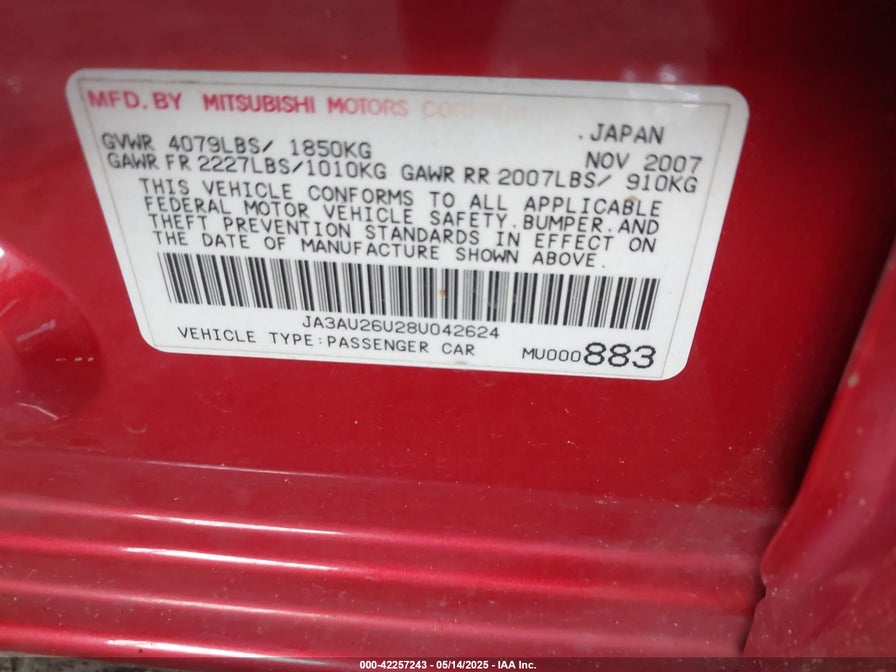 MFD. BY MITSUBISHI MOTORS CORPORATION
.JAPAN
GVWR 4079LBS/ 1850KG NOV 2007
GAWR FR 2227LBS/1010KG GAWR RR 2007LBS/ 910KG
THIS VEHICLE CONFORMS TO ALL APPLICABLE
FEDERAL MOTOR VEHICLE SAFETY.BUMPER.AND
THEFT PREVENTION STANDARDS IN EFFECT ON
THE DATE OF MANUFACTURE SHOWN ABOVE.
JA3AU26U28U042624
VEHICLE TYPE:PASSENGER CAR MU000883
000-42257243 - 05/14/2025 - IAA Inc.